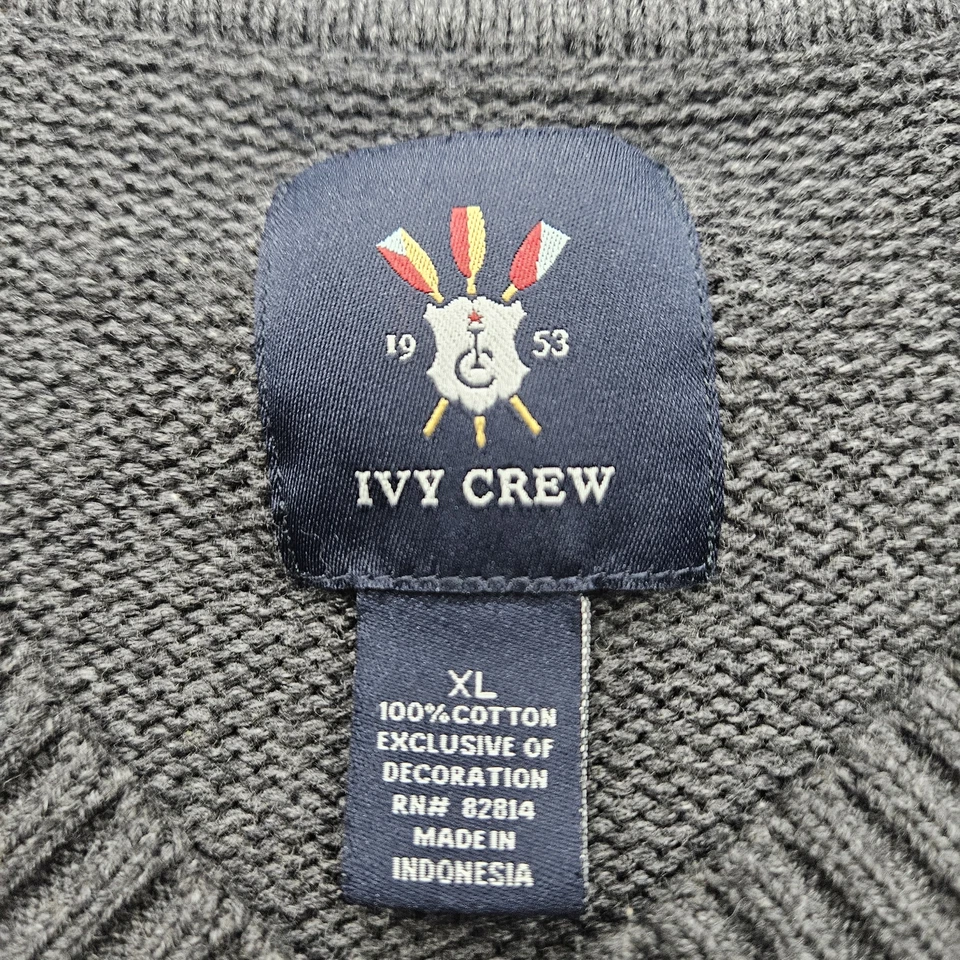 19 53
IVY CREW
XL
100% COTTON
EXCLUSIVE OF
DECORATION
RN# 82814
MADE IN
INDONESIA